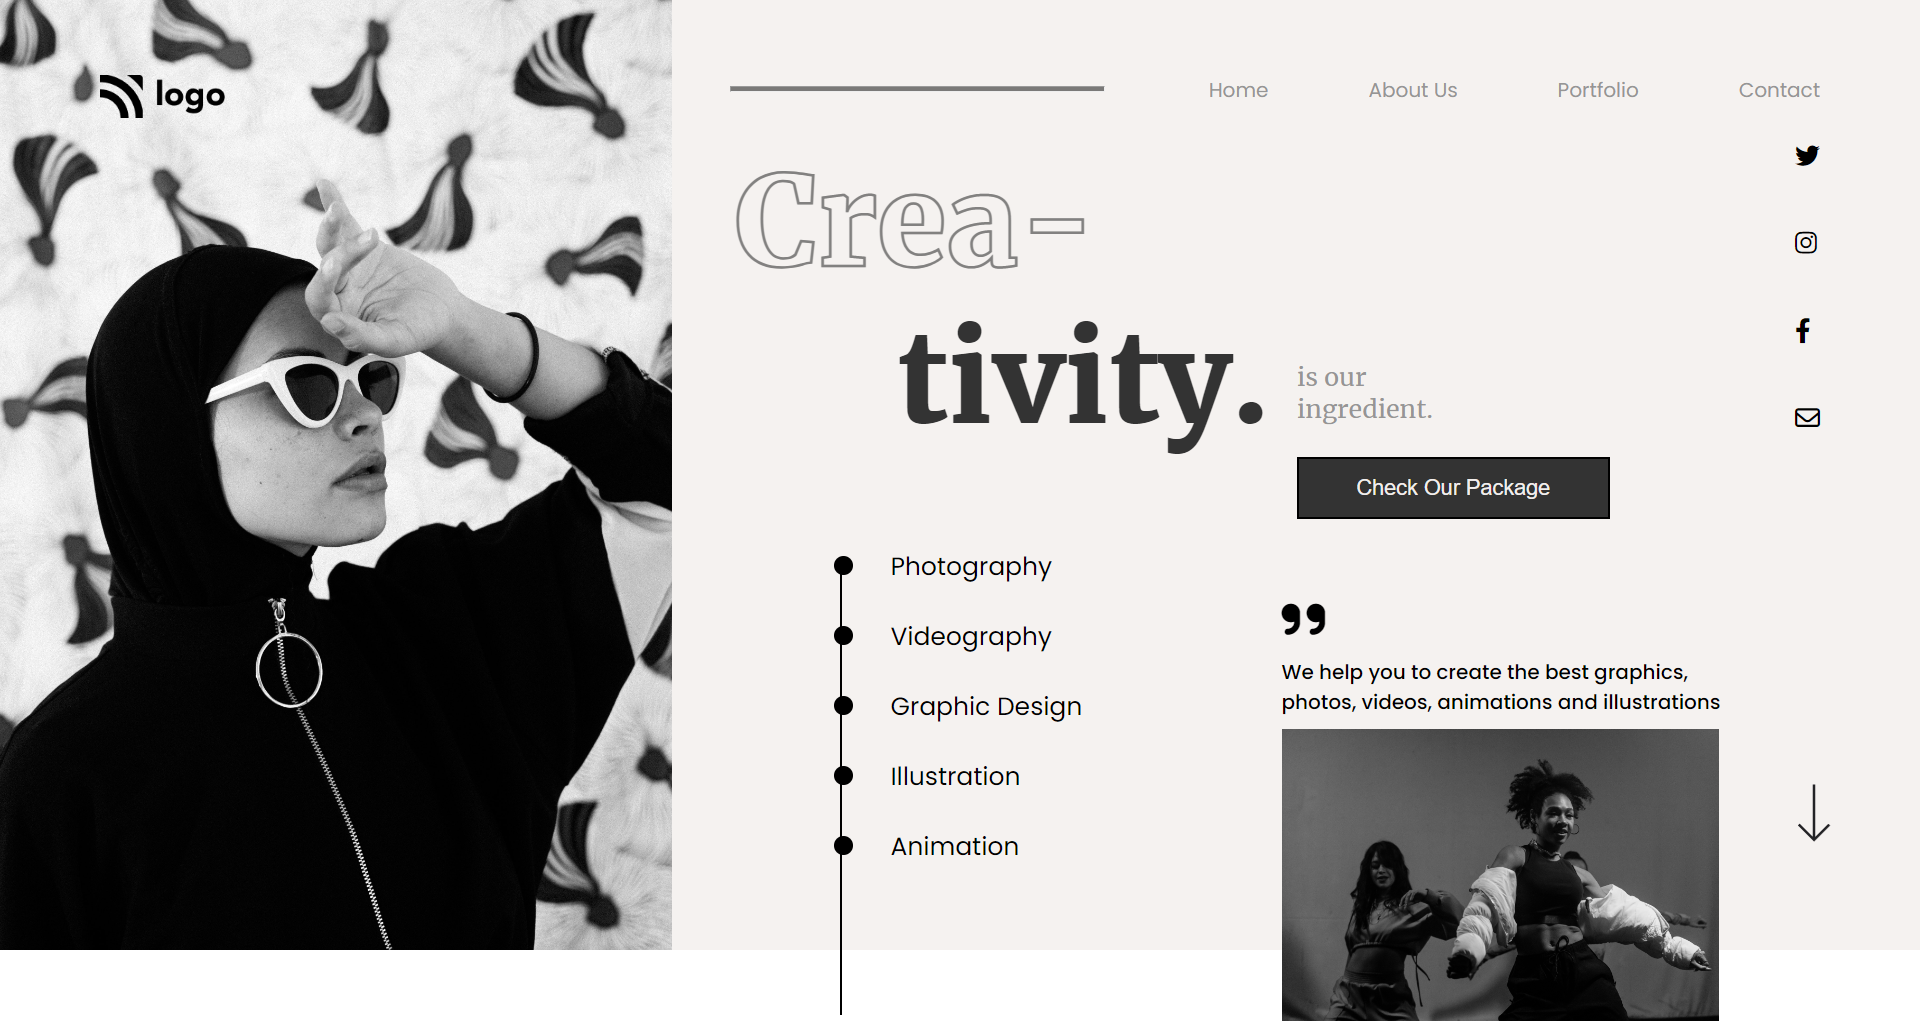 logo
Home
About Us
Portfolio
Contact
Crea-
tivity.
is our
ingredient.
Check Our Package
Photography
Videography
Graphic Design
Illustration
Animation
”
We help you to create the best graphics,
photos, videos, animations and illustrations